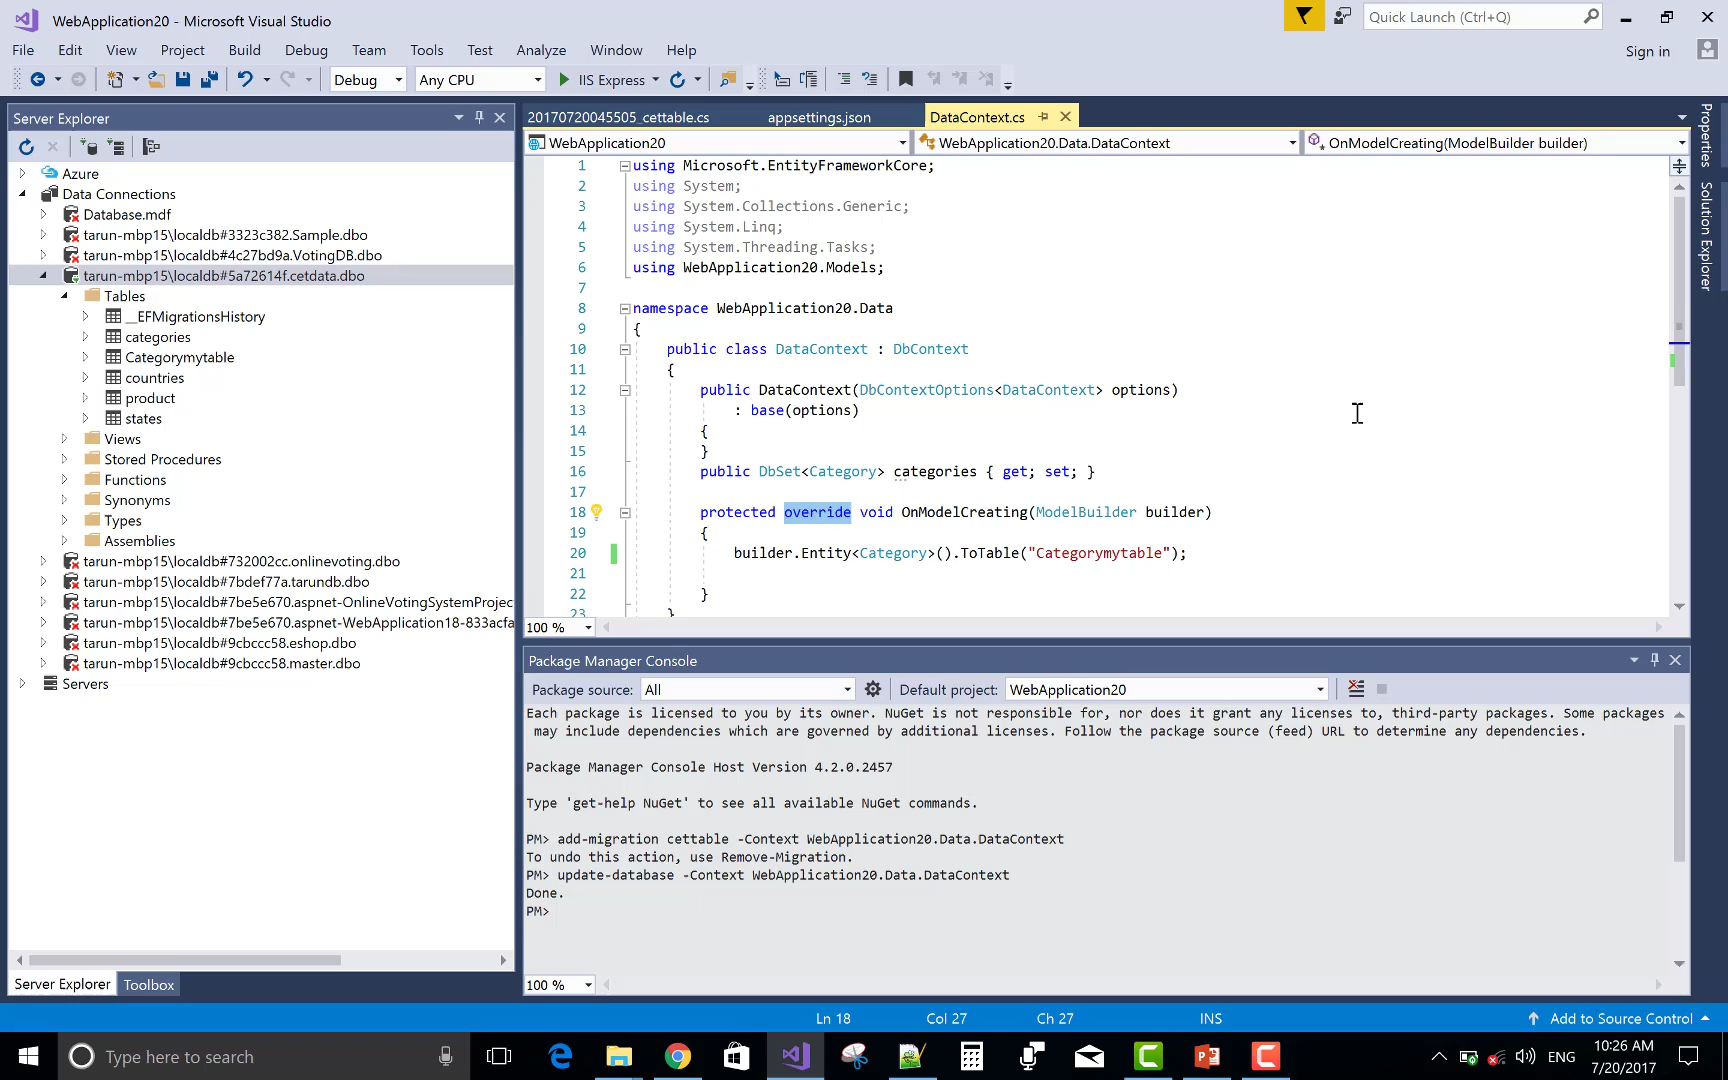 WebApplication20 - Microsoft Visual Studio
Quick Launch (Ctrl+Q)
File Edit View Project Build Debug Team Tools Test Analyze Window Help
Sign in
Debug Any CPU IIS Express
Server Explorer
Azure
Data Connections
Database.mdf
tarun-mbp15\localdb#3323c382.Sample.dbo
tarun-mbp15\localdb#4c27bd9a.VotingDB.dbo
tarun-mbp15\localdb#5a72614f.cetdata.dbo
Tables
__EFMigrationsHistory
categories
Categorymytable
countries
product
states
Views
Stored Procedures
Functions
Synonyms
Types
Assemblies
tarun-mbp15\localdb#732002cc.onlinevoting.dbo
tarun-mbp15\localdb#7bdef77a.tarundb.dbo
tarun-mbp15\localdb#7be5e670.aspnet-OnlineVotingSystemProjec
tarun-mbp15\localdb#7be5e670.aspnet-WebApplication18-833acfa
tarun-mbp15\localdb#9cbccc58.eshop.dbo
tarun-mbp15\localdb#9cbccc58.master.dbo
Servers
Server Explorer Toolbox
20170720045505_cettable.cs appsettings.json DataContext.cs
WebApplication20 WebApplication20.Data.DataContext OnModelCreating(ModelBuilder builder)
1 using Microsoft.EntityFrameworkCore;
2 using System;
3 using System.Collections.Generic;
4 using System.Linq;
5 using System.Threading.Tasks;
6 using WebApplication20.Models;
7
8 namespace WebApplication20.Data
9 {
10 public class DataContext : DbContext
11 {
12 public DataContext(DbContextOptions<DataContext> options)
13 : base(options)
14 {
15 }
16 public DbSet<Category> categories { get; set; }
17
18 protected override void OnModelCreating(ModelBuilder builder)
19 {
20 builder.Entity<Category>().ToTable("Categorymytable");
21
22 }
23 }
100 %
Properties
Solution Explorer
Package Manager Console
Package source: All Default project: WebApplication20
Each package is licensed to you by its owner. NuGet is not responsible for, nor does it grant any licenses to, third-party packages. Some packages
may include dependencies which are governed by additional licenses. Follow the package source (feed) URL to determine any dependencies.
Package Manager Console Host Version 4.2.0.2457
Type 'get-help NuGet' to see all available NuGet commands.
PM> add-migration cettable -Context WebApplication20.Data.DataContext
To undo this action, use Remove-Migration.
PM> update-database -Context WebApplication20.Data.DataContext
Done.
PM>
100 %
Ln 18 Col 27 Ch 27 INS Add to Source Control
Type here to search
ENG
10:26 AM
7/20/2017